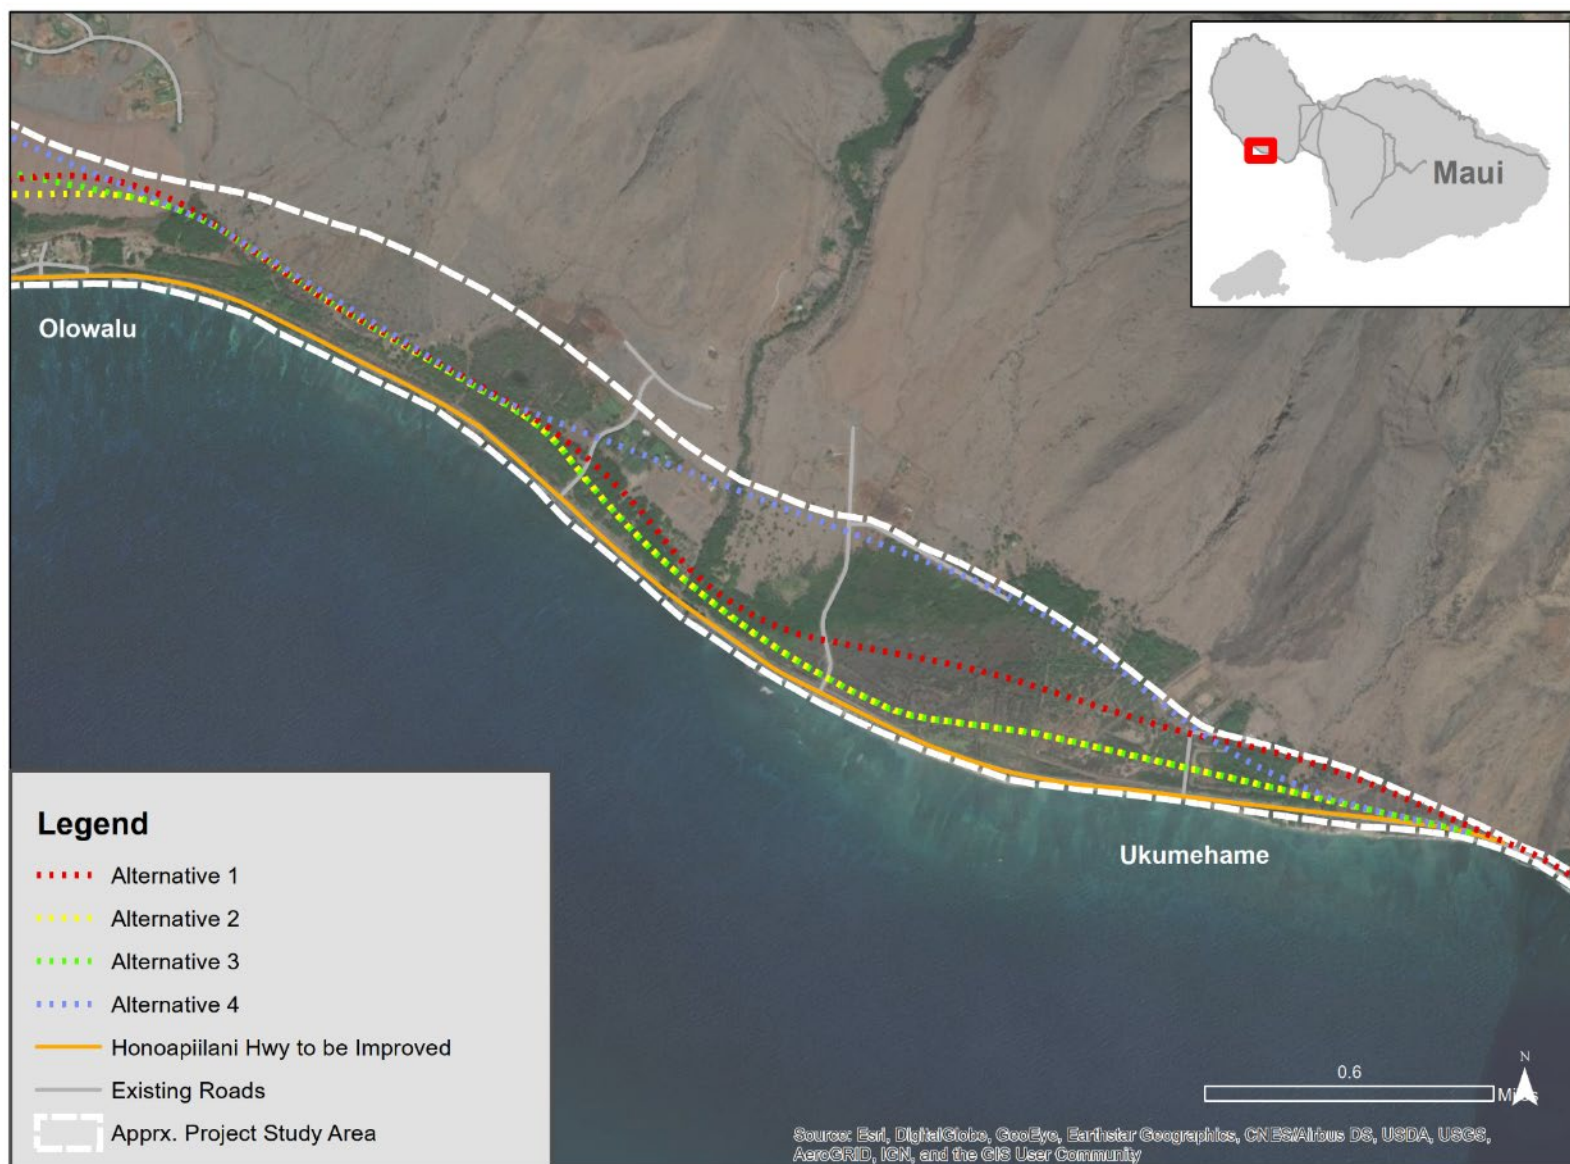 Maui
Olowalu
Ukumehame
Legend
Alternative 1
Alternative 2
Alternative 3
Alternative 4
Honoapiilani Hwy to be Improved
Existing Roads
Apprx. Project Study Area
N
0.6
Miles
Source: Esri, DigitalGlobe, GeoEye, Earthstar Geographics, CNES/Airbus DS, USDA, USGS,
AeroGRID, IGN, and the GIS User Community